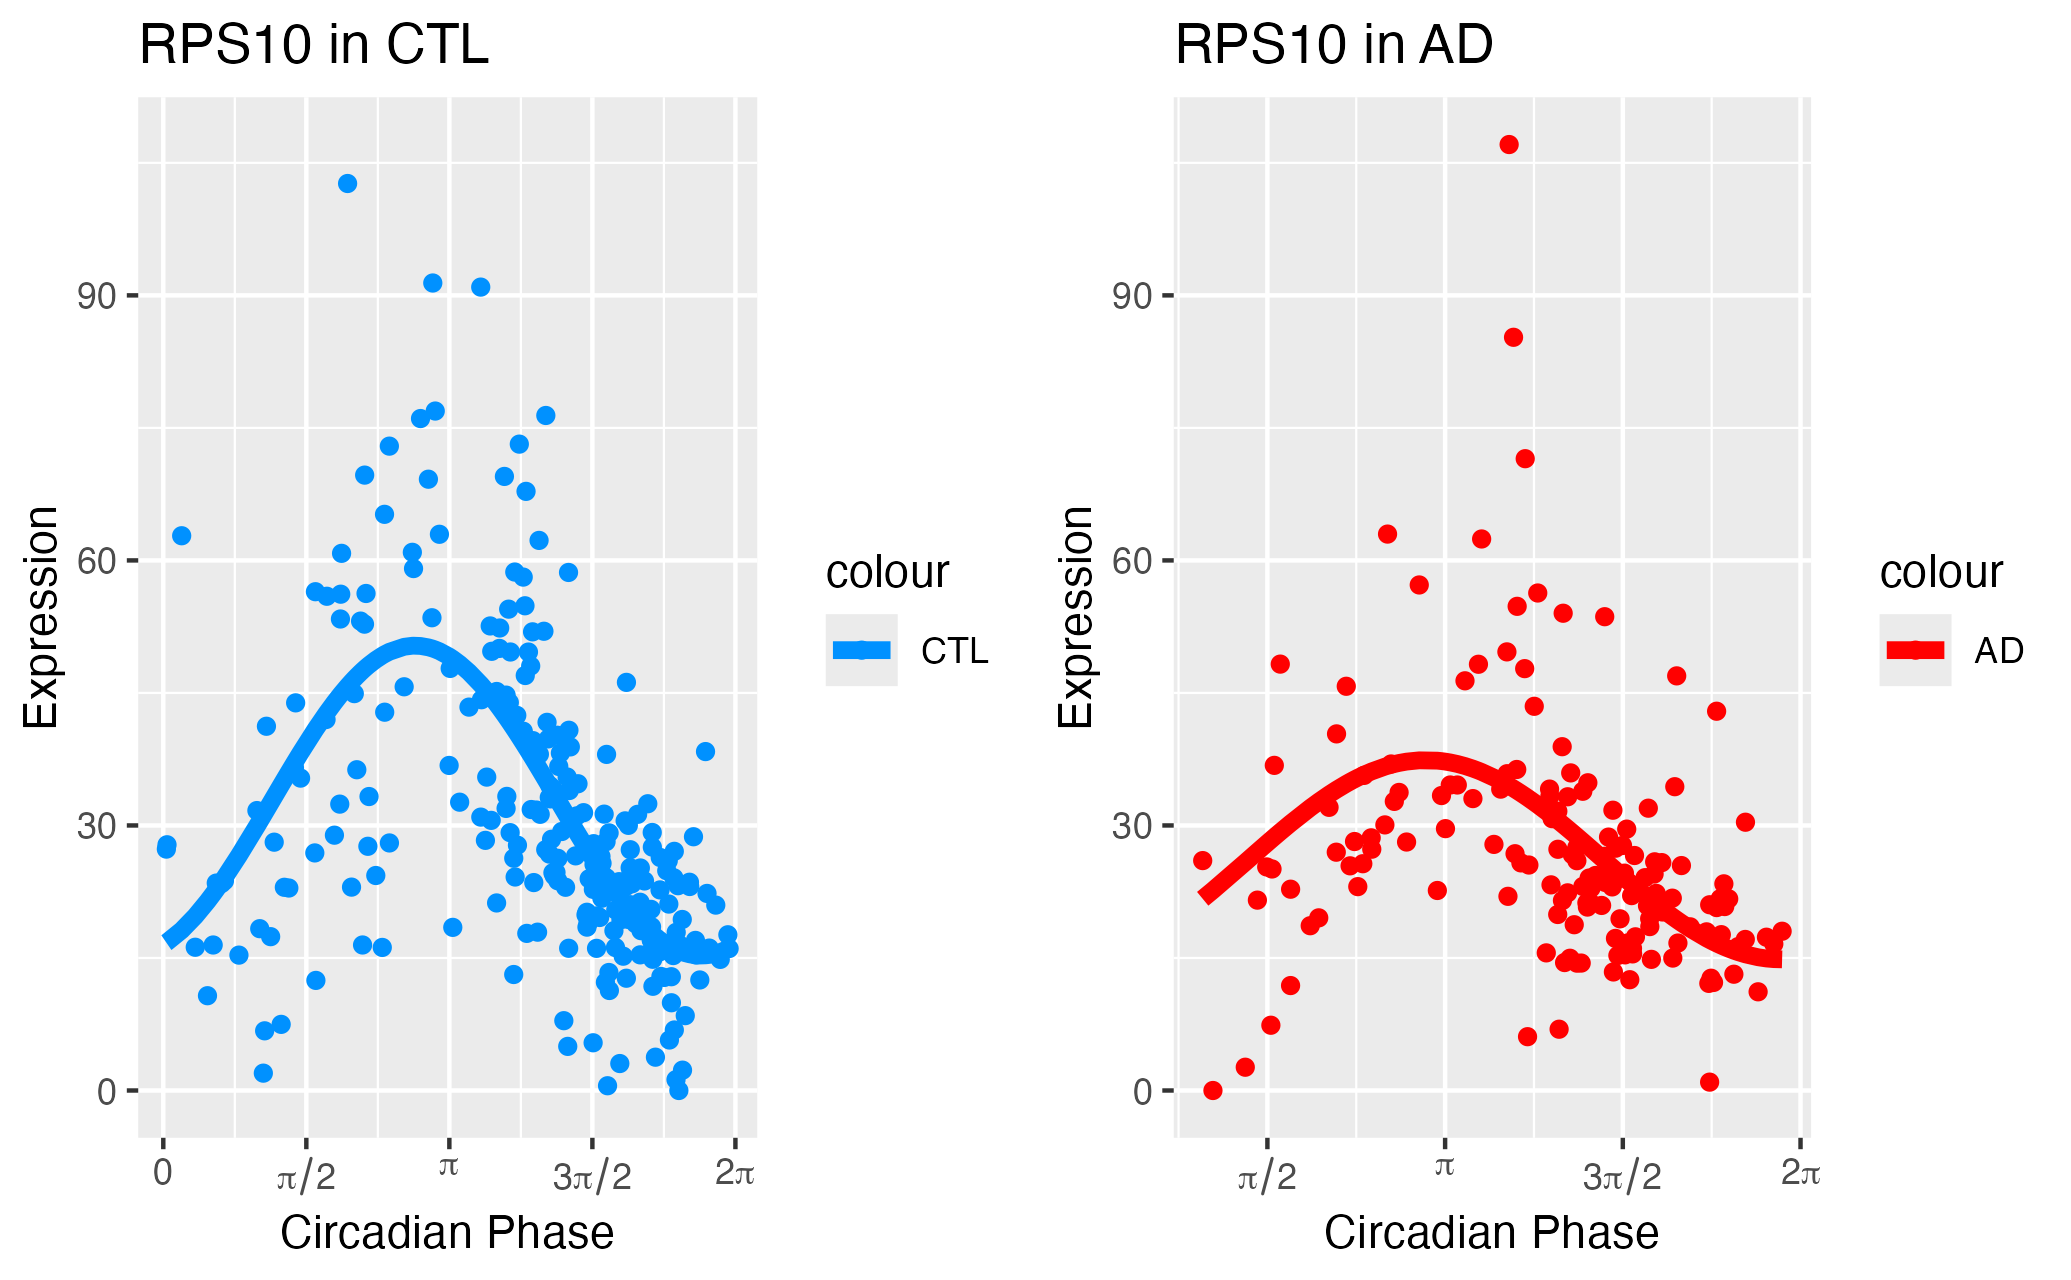 RPS10 in CTL
Expression
90
60
30
0
0 π/2 π 3π/2 2π
Circadian Phase
colour
CTL
RPS10 in AD
Expression
90
60
30
0
π/2 π 3π/2 2π
Circadian Phase
colour
AD